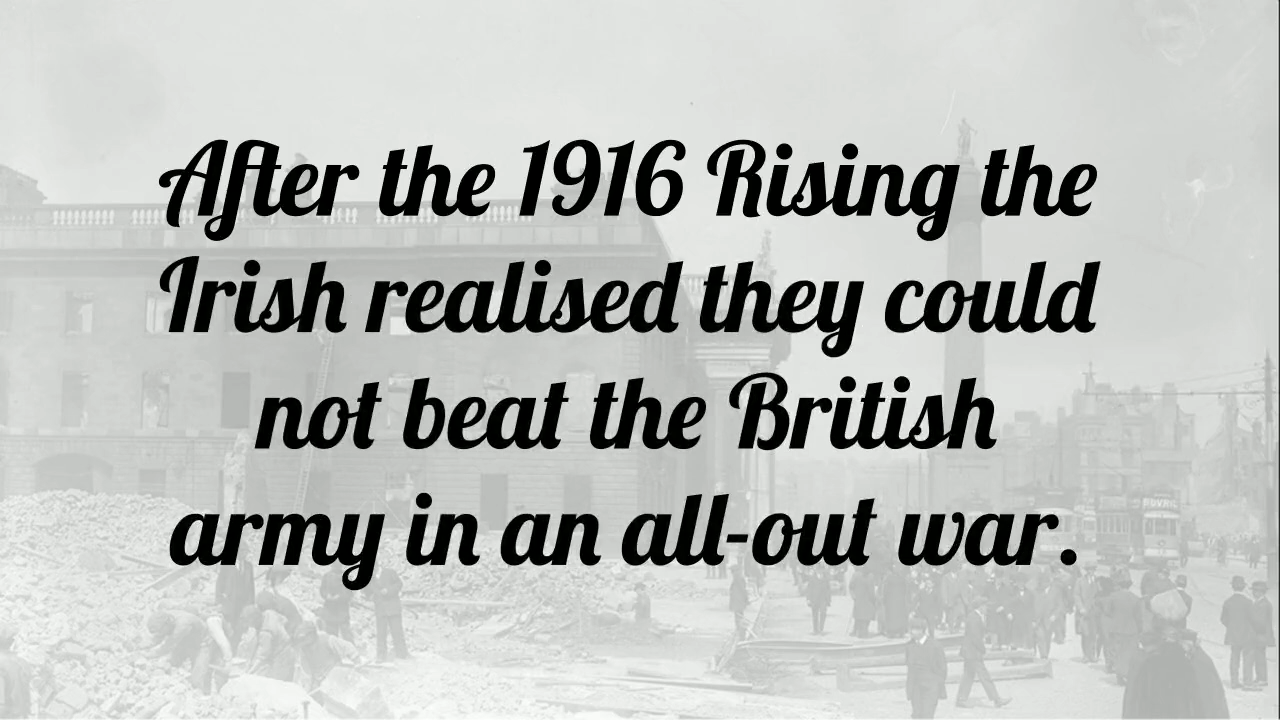 After the 1916 Rising the
Irish realised they could
not beat the British
army in an all-out war.